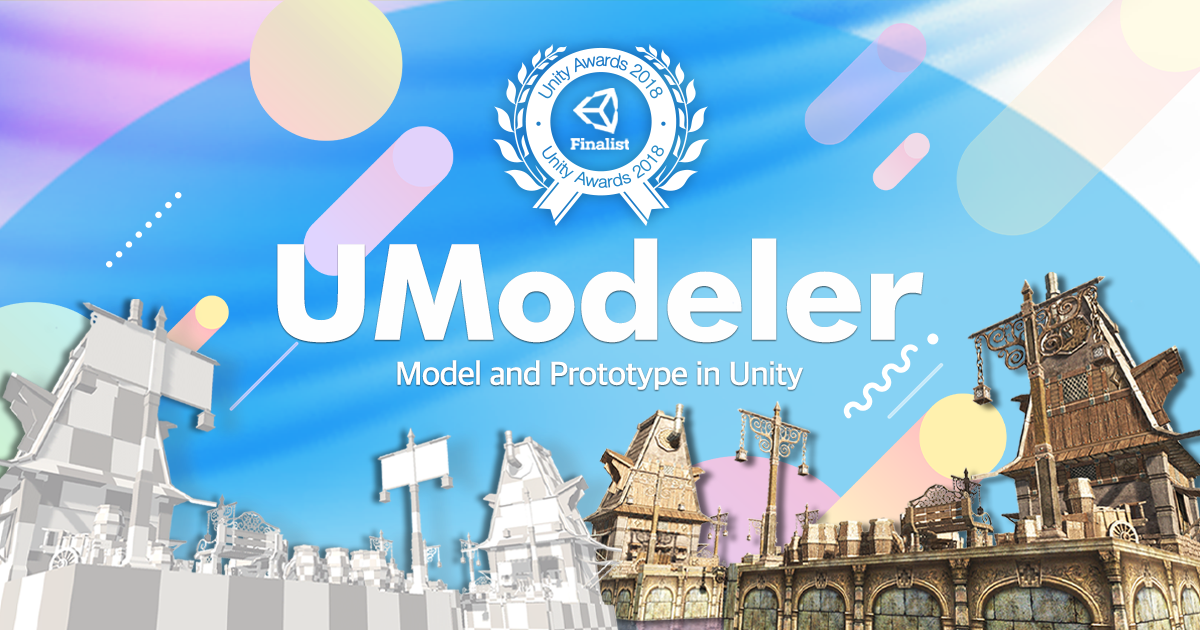 Unity Awards 2018
Finalist
Unity Awards 2018
UModeler
Model and Prototype in Unity